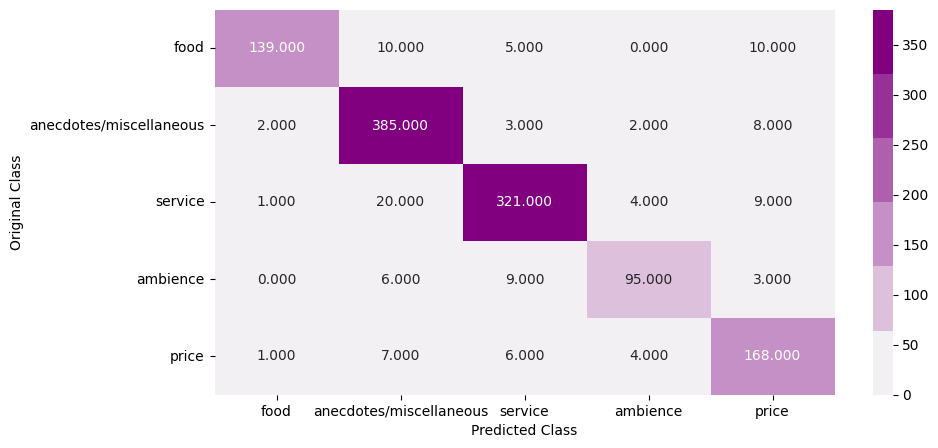 food 139.000 10.000 5.000 0.000 10.000
anecdotes/miscellaneous 2.000 385.000 3.000 2.000 8.000
service 1.000 20.000 321.000 4.000 9.000
ambience 0.000 6.000 9.000 95.000 3.000
price 1.000 7.000 6.000 4.000 168.000
food anecdotes/miscellaneous service ambience price
Predicted Class
Original Class
350
300
250
200
150
100
50
0